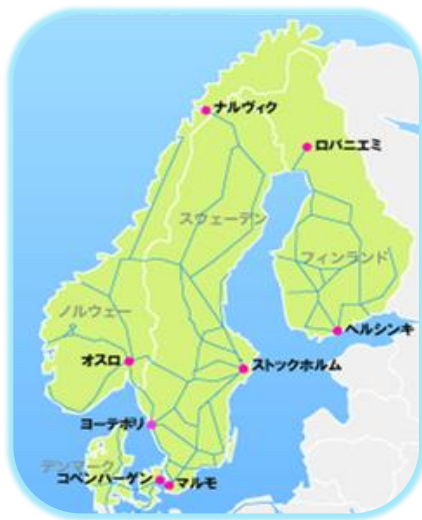 ナルヴィク
ロバニエミ
スウェーデン
フィンランド
ノルウェー
ヘルシンキ
オスロ
ストックホルム
ヨーテボリ
デンマーク
コペンハーゲン
マルモ